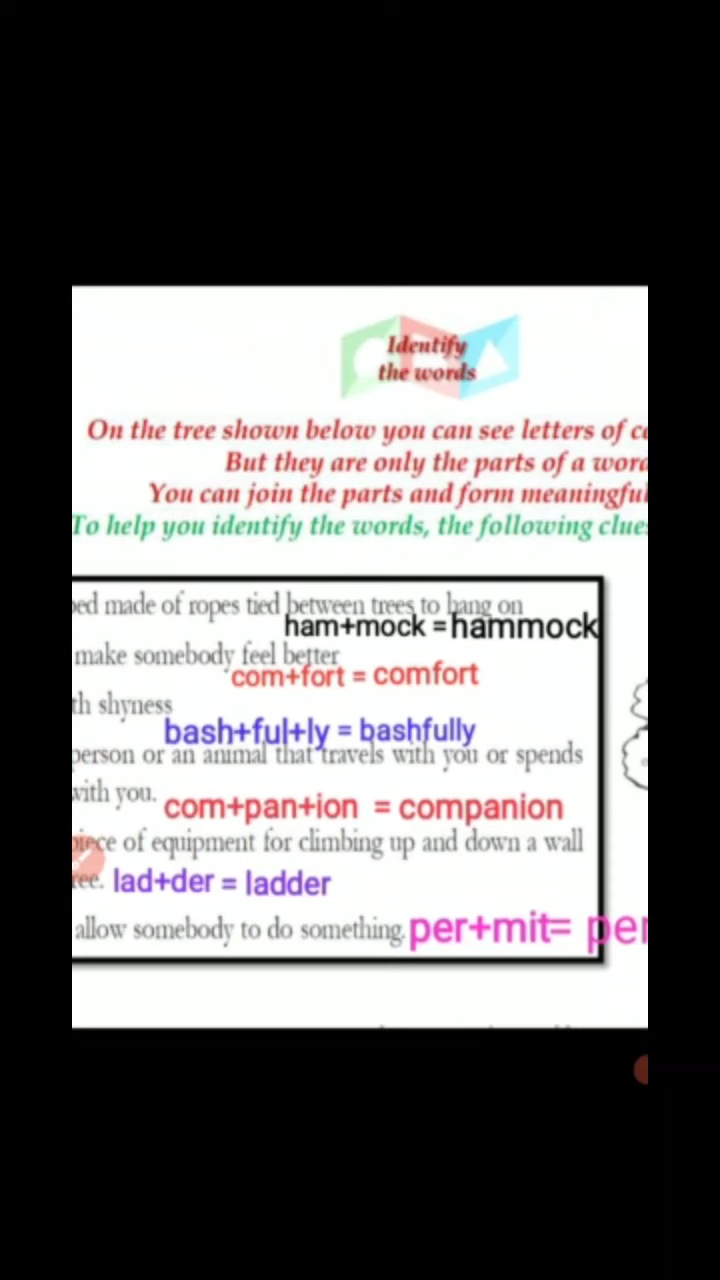 Identify
the words
On the tree shown below you can see letters of
But they are only the parts of a
You can join the parts and form meaningful
To help you identify the words, the following
made of ropes tied between trees to hang on
ham+mock = hammock
make somebody feel better
com+fort = comfort
shyness
bash+ful+ly = bashfully
person or an animal that travels with you or spends
with you.
com+pan+ion = companion
piece of equipment for climbing up and down a wall
lad+der = ladder
allow somebody to do something. per+mit= per